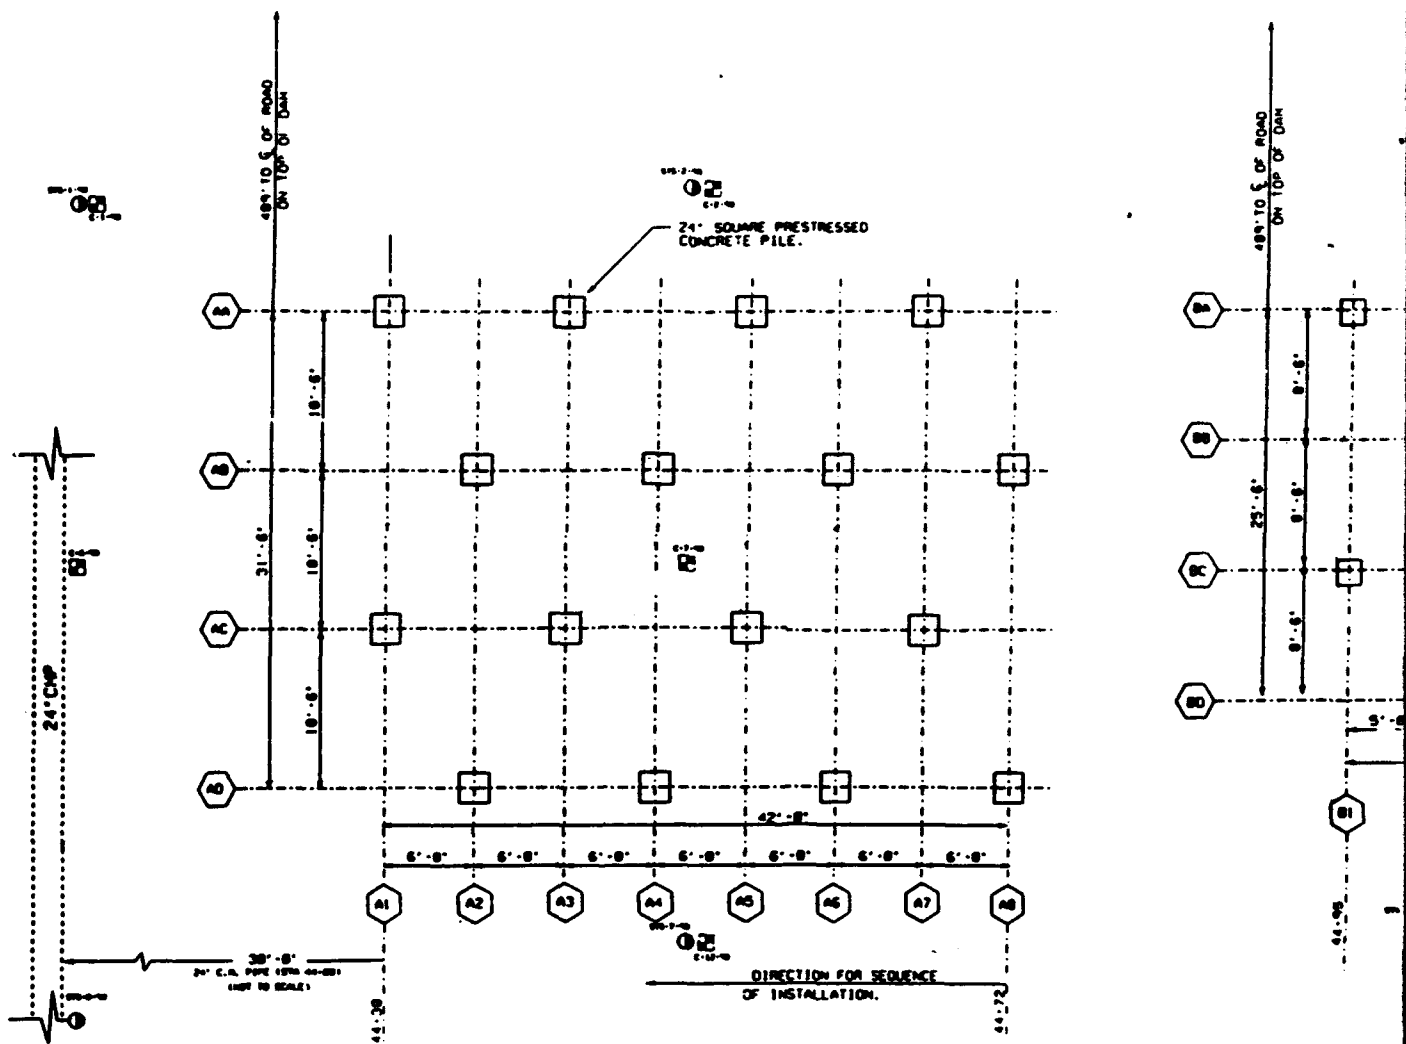 489' TO ℄ OF ROAD
ON TOP OF DAM
24" SQUARE PRESTRESSED
CONCRETE PILE.
AA
AB
AC
AD
10'-6"
10'-6"
10'-6"
31'-6"
24" CMP
42'-0"
6'-0" 6'-0" 6'-0" 6'-0" 6'-0" 6'-0" 6'-0"
A1 A2 A3 A4 A5 A6 A7 A8
30'-0"
(NOT TO SCALE)
DIRECTION FOR SEQUENCE
OF INSTALLATION.
44+30
44+72
489' TO ℄ OF ROAD
ON TOP OF DAM
BA
BB
BC
BD
8'-6"
8'-6"
8'-6"
25'-6"
B1
44+95